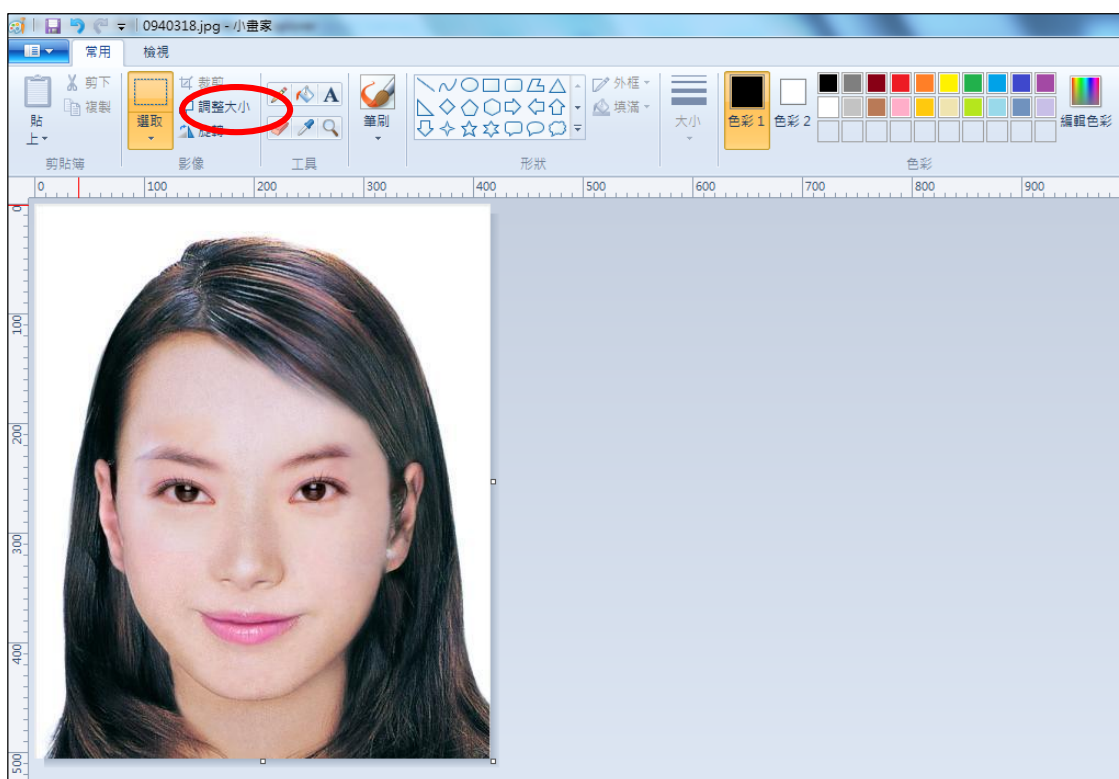 0940318.jpg - 小畫家
常用 檢視
剪下
複製
貼上
選取
裁剪
調整大小
旋轉
A
筆刷
外框
填滿
大小
色彩 1
色彩 2
編輯色彩
剪貼簿 影像 工具 形狀 色彩
0 100 200 300 400 500 600 700 800 900
0
100
200
300
400
500